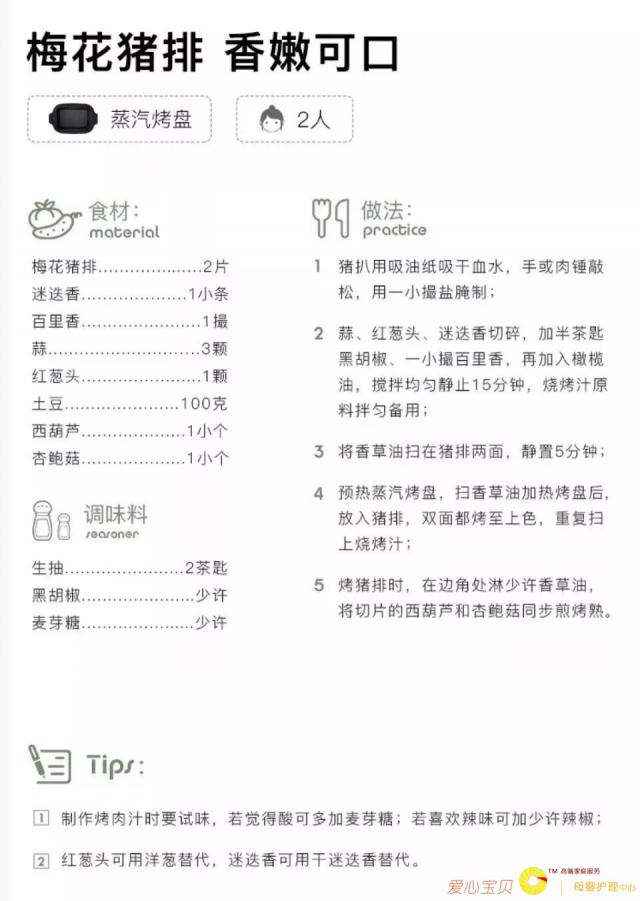 梅花猪排 香嫩可口
蒸汽烤盘
2人
食材：
material
梅花猪排......................2片
迷迭香......................1小条
百里香.........................1撮
蒜................................3颗
红葱头.........................1颗
土豆........................100克
西葫芦......................1小个
杏鲍菇......................1小个
调味料
seasoner
生抽.........................2茶匙
黑胡椒.......................少许
麦芽糖.......................少许
做法：
practice
1 猪扒用吸油纸吸干血水，手或肉锤敲
松，用一小撮盐腌制；
2 蒜、红葱头、迷迭香切碎，加半茶匙
黑胡椒、一小撮百里香，再加入橄榄
油，搅拌均匀静止15分钟，烧烤汁原
料拌匀备用；
3 将香草油扫在猪排两面，静置5分钟；
4 预热蒸汽烤盘，扫香草油加热烤盘后，
放入猪排，双面都烤至上色，重复扫
上烧烤汁；
5 烤猪排时，在边角处淋少许香草油，
将切片的西葫芦和杏鲍菇同步煎烤熟。
Tips：
1 制作烤肉汁时要试味，若觉得酸可多加麦芽糖；若喜欢辣味可加少许辣椒；
2 红葱头可用洋葱替代，迷迭香可用干迷迭香替代。
爱心宝贝
TM 高端家庭服务
母婴护理中心